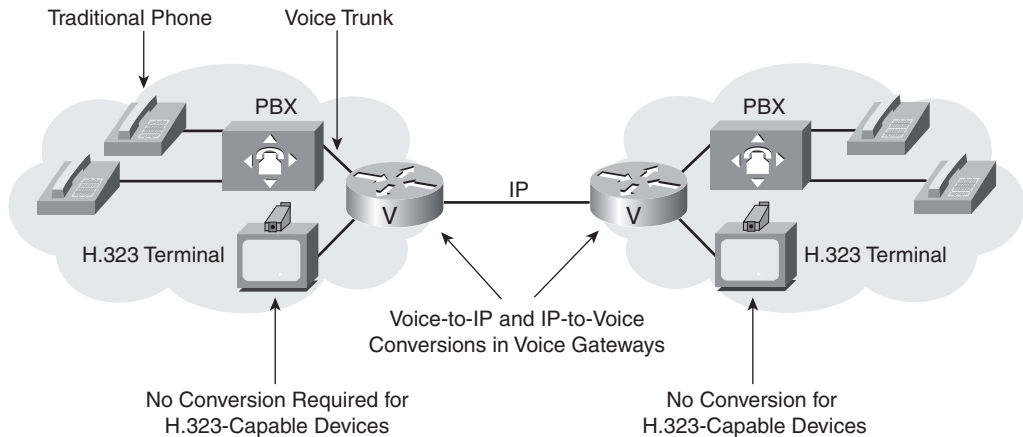 Traditional Phone
Voice Trunk
PBX
PBX
IP
V
V
H.323 Terminal
H.323 Terminal
Voice-to-IP and IP-to-Voice
Conversions in Voice Gateways
No Conversion Required for
H.323-Capable Devices
No Conversion for
H.323-Capable Devices